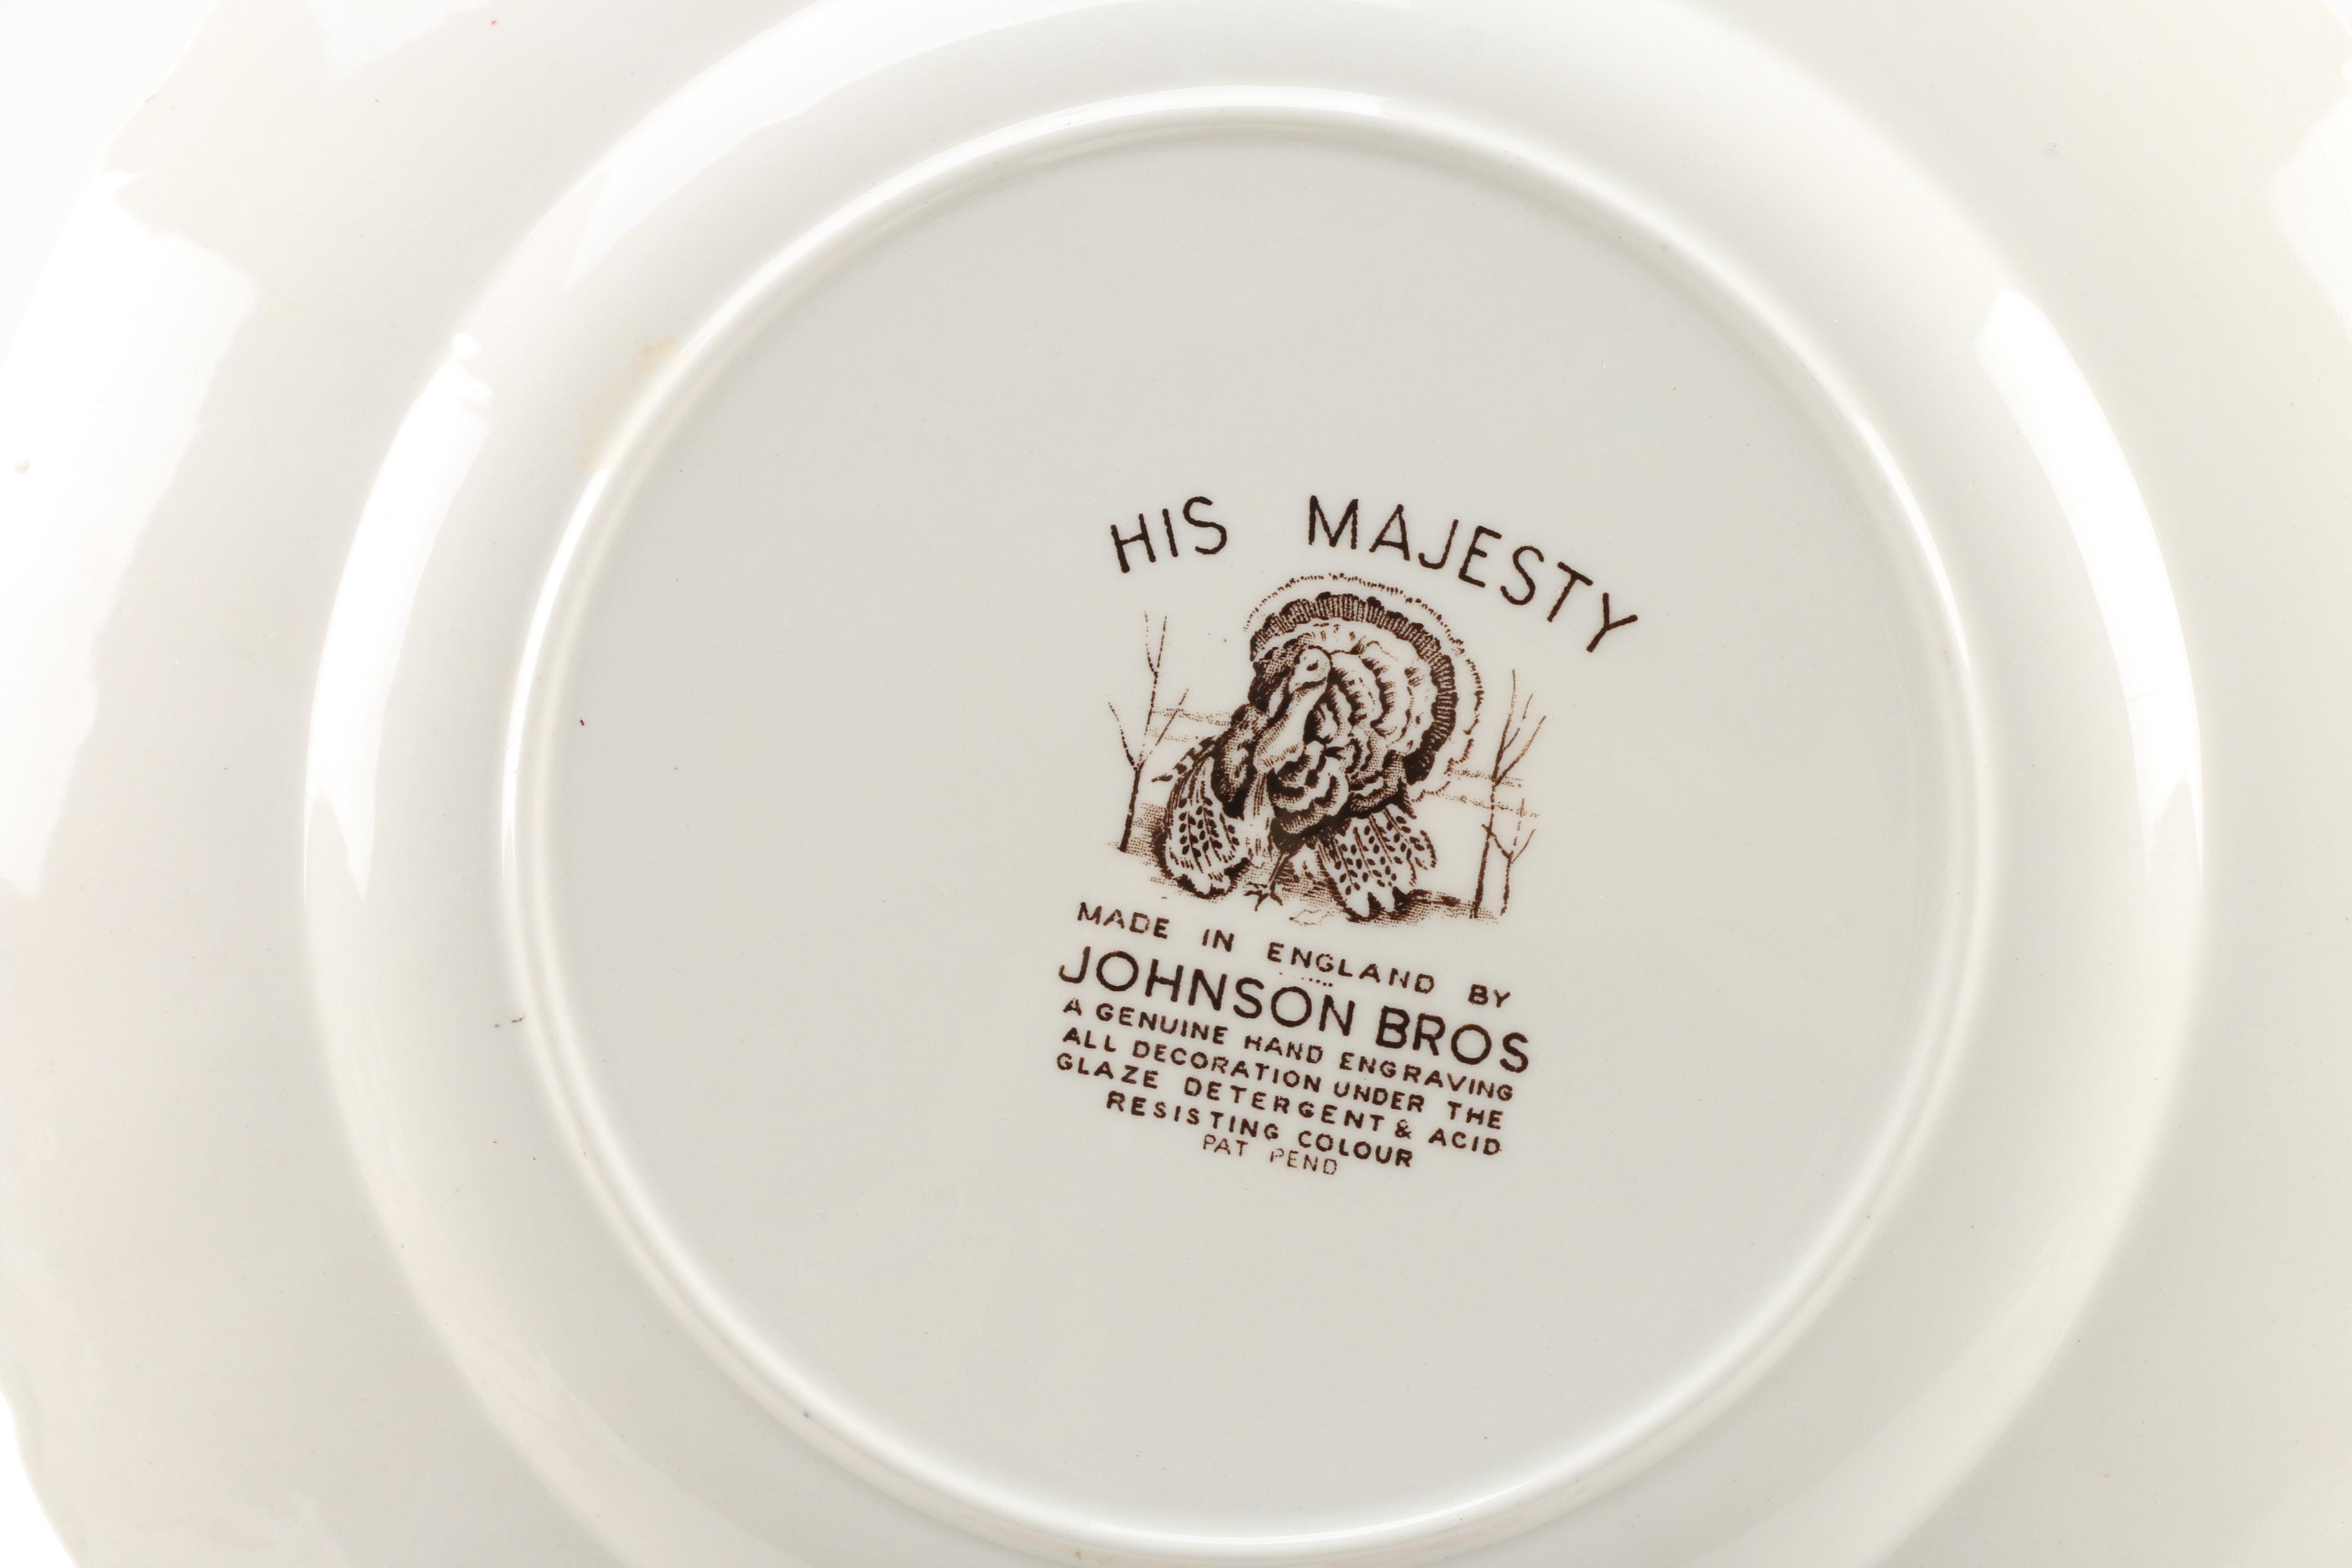 HIS MAJESTY
MADE IN ENGLAND BY
JOHNSON BROS
A GENUINE HAND ENGRAVING
ALL DECORATION UNDER THE
GLAZE DETERGENT & ACID
RESISTING COLOUR
PAT PEND